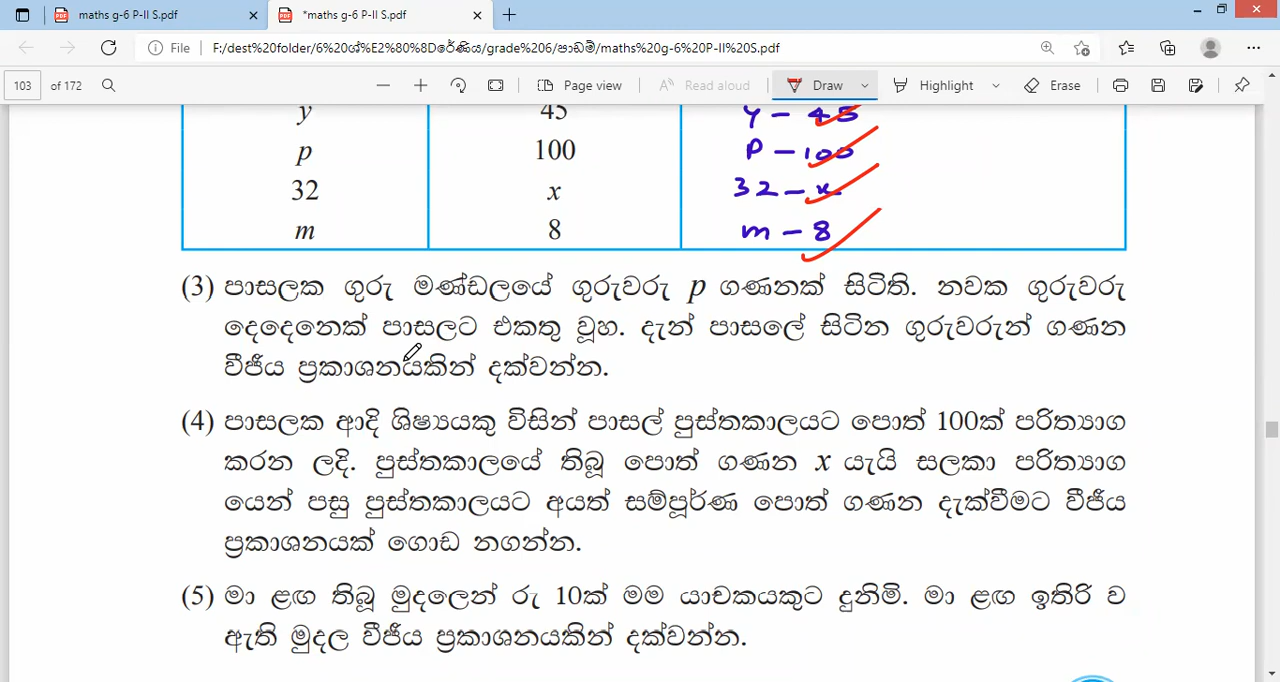 maths g-6 P-II S.pdf
*maths g-6 P-II S.pdf
File
F:/dest%20folder/6%20ශ්%E2%80%8Dරේණිය/grade%206/පාඩම්/maths%20g-6%20P-II%20S.pdf
103 of 172
Page view
Read aloud
Draw
Highlight
Erase
y 45 y – 45
p 100 P – 100
32 x 32 – x
m 8 m – 8
(3) පාසලක ගුරු මණ්ඩලයේ ගුරුවරු p ගණනක් සිටිති. නවක ගුරුවරු
දෙදෙනෙක් පාසලට එකතු වූහ. දැන් පාසලේ සිටින ගුරුවරුන් ගණන
වීජීය ප්‍රකාශනයකින් දක්වන්න.
(4) පාසලක ආදි ශිෂ්‍යයකු විසින් පාසල් පුස්තකාලයට පොත් 100ක් පරිත්‍යාග
කරන ලදි. පුස්තකාලයේ තිබූ පොත් ගණන x යැයි සලකා පරිත්‍යාග
යෙන් පසු පුස්තකාලයට අයත් සම්පූර්ණ පොත් ගණන දැක්වීමට වීජීය
ප්‍රකාශනයක් ගොඩ නගන්න.
(5) මා ළඟ තිබූ මුදලෙන් රු 10ක් මම යාචකයකුට දුනිමි. මා ළඟ ඉතිරි ව
ඇති මුදල වීජීය ප්‍රකාශනයකින් දක්වන්න.